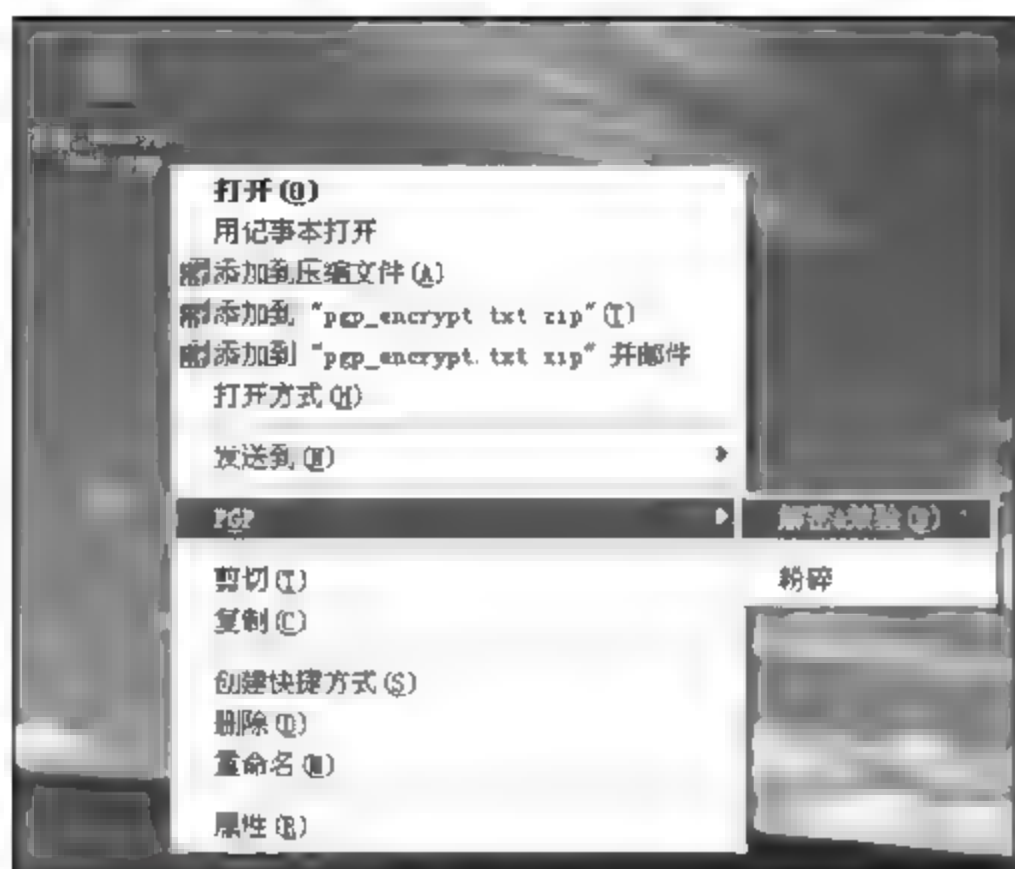 打开(O)
用记事本打开
添加到压缩文件(A)
添加到 "pgp_encrypt txt zip"(T)
添加到 "pgp_encrypt.txt zip" 并邮件
打开方式(H)
发送到(N)
PGP
解密&效验(D)
粉碎
剪切(T)
复制(C)
创建快捷方式(S)
删除(D)
重命名(M)
属性(R)